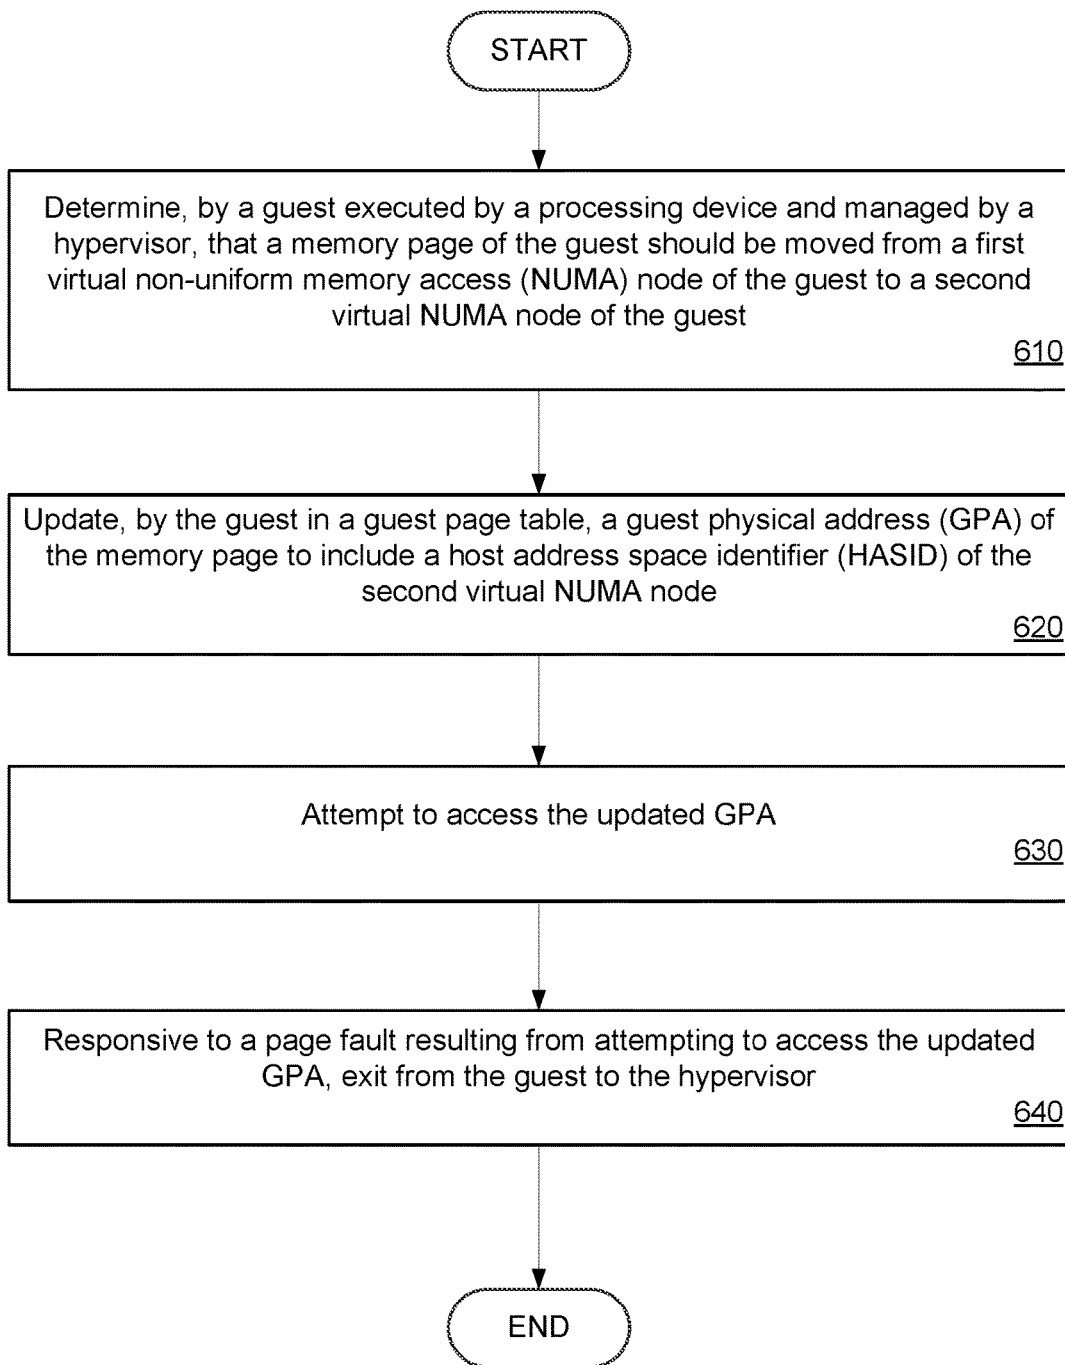 START
Determine, by a guest executed by a processing device and managed by a
hypervisor, that a memory page of the guest should be moved from a first
virtual non-uniform memory access (NUMA) node of the guest to a second
virtual NUMA node of the guest
610
Update, by the guest in a guest page table, a guest physical address (GPA) of
the memory page to include a host address space identifier (HASID) of the
second virtual NUMA node
620
Attempt to access the updated GPA
630
Responsive to a page fault resulting from attempting to access the updated
GPA, exit from the guest to the hypervisor
640
END